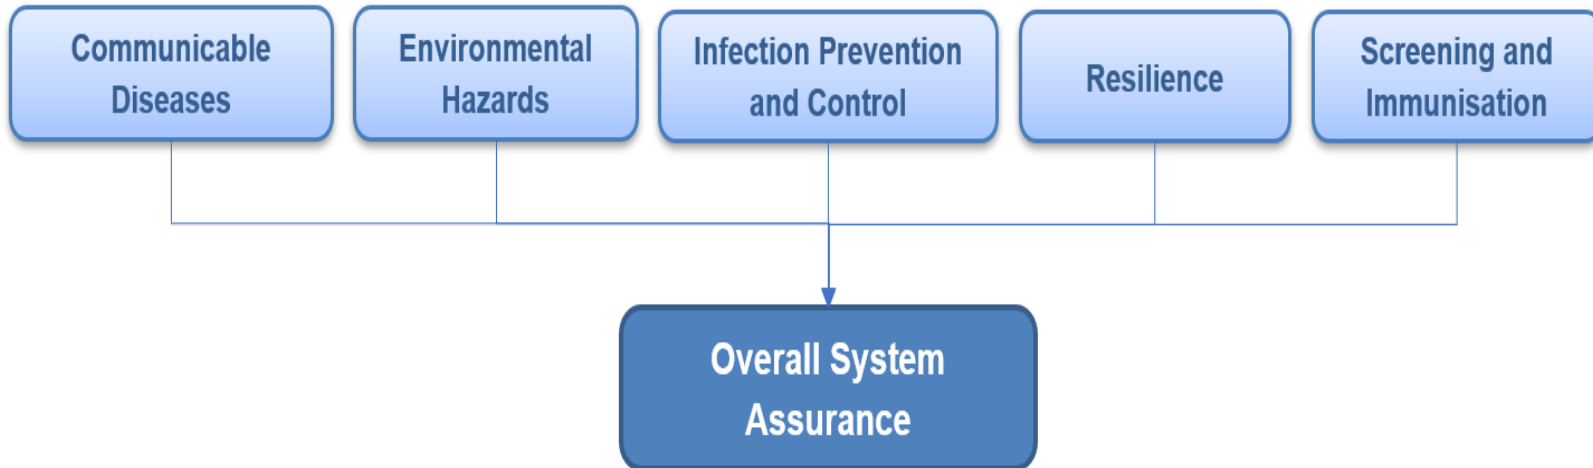 Communicable
Diseases
Environmental
Hazards
Infection Prevention
and Control
Resilience
Screening and
Immunisation
Overall System
Assurance